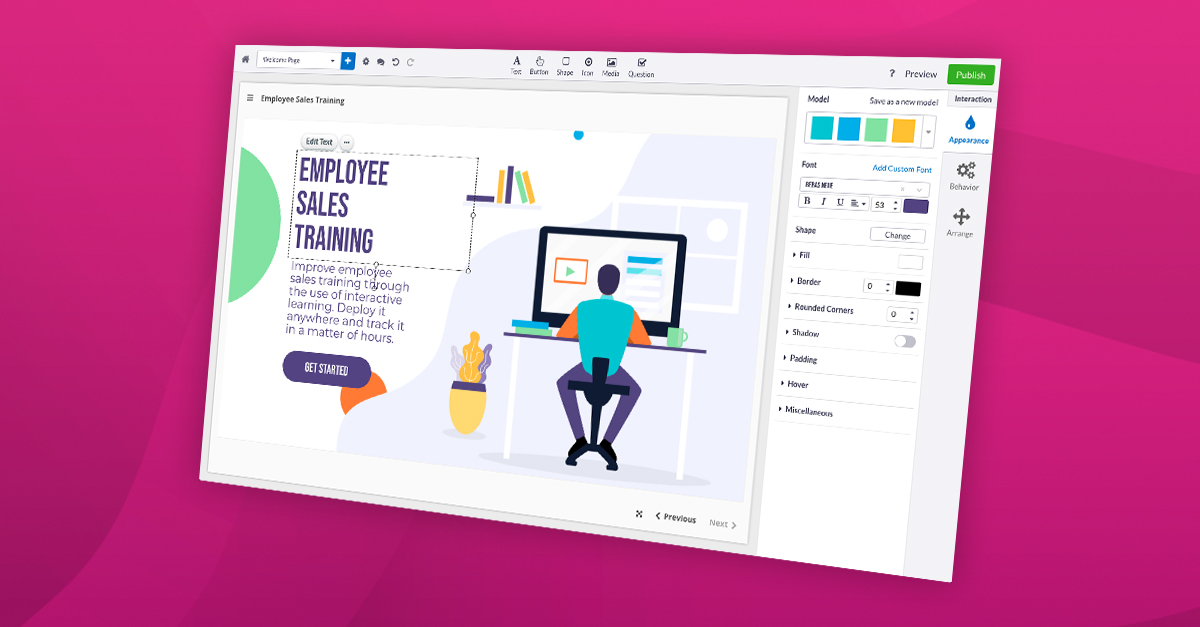 Welcome Page
+
Text
Button
Shape
Icon
Media
Question
?
Preview
Publish
Employee Sales Training
Edit Text
...
EMPLOYEE
SALES
TRAINING
Improve employee
sales training through
the use of interactive
learning. Deploy it
anywhere and track it
in a matter of hours.
GET STARTED
Previous
Next
Model
Save as a new model
Font
Add Custom Font
BEBAS NEUE
B I U
53
Shape
Change
Fill
Border
0
Rounded Corners
0
Shadow
Padding
Hover
Miscellaneous
Interaction
Appearance
Behavior
Arrange